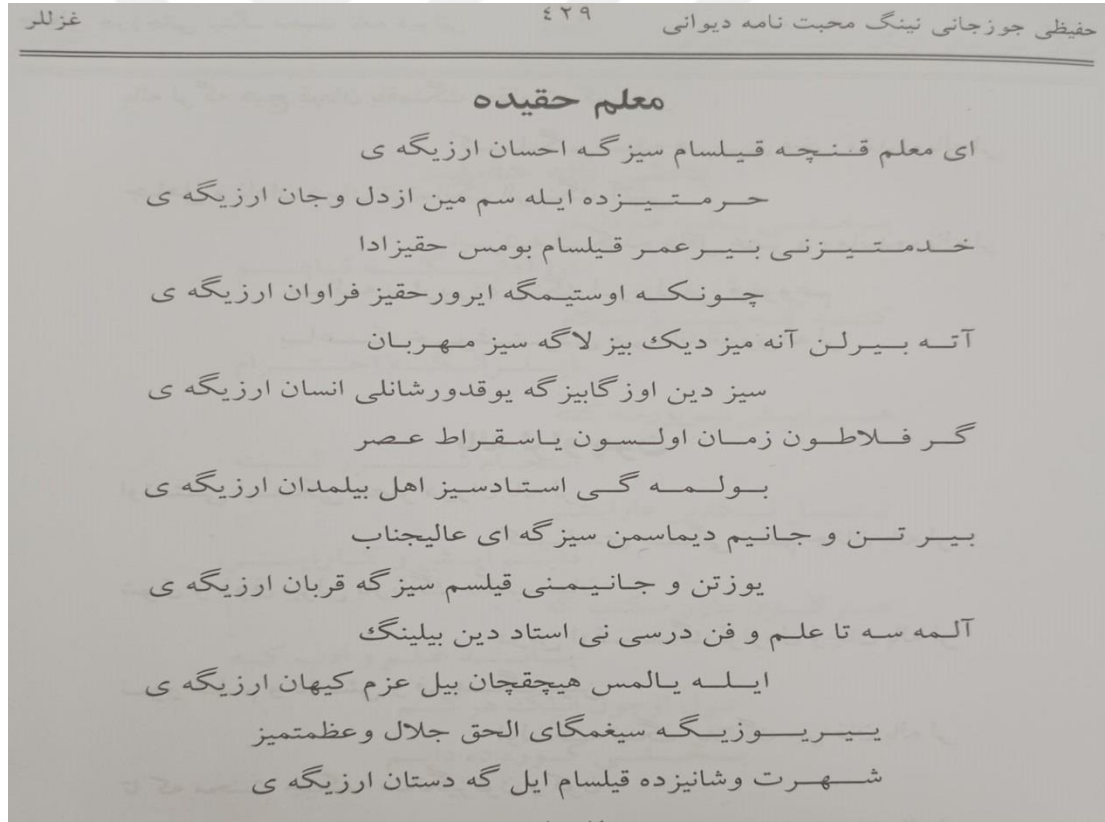 حفیظی جوزجانی نینگ محبت نامه دیوانی ٤٢٩ غزللر
معلم حقیده
ای معلم قنچه قیلسام سیزگه احسان ارزیگه ی
حرمتیزده ایله سم مین ازدل وجان ارزیگه ی
خدمتیزنی بیرعمر قیلسام بومس حقیزادا
چونکه اوستیمگه ایرورحقیز فراوان ارزیگه ی
آته بیرلن آنه میز دیک بیز لاگه سیز مهربان
سیز دین اوزگابیزگه یوقدورشانلی انسان ارزیگه ی
گر فلاطون زمان اولسون یاسقراط عصر
بولمه گی استادسیز اهل بیلمدان ارزیگه ی
بیر تن و جانیم دیماسمن سیزگه ای عالیجناب
یوزتن و جانیمنی قیلسم سیزگه قربان ارزیگه ی
آلمه سه تا علم و فن درسی نی استاد دین بیلینگ
ایله یالمس هیچقچان بیل عزم کیهان ارزیگه ی
ییریوزیگه سیغمگای الحق جلال وعظمتمیز
شهرت وشانیزده قیلسام ایل گه دستان ارزیگه ی